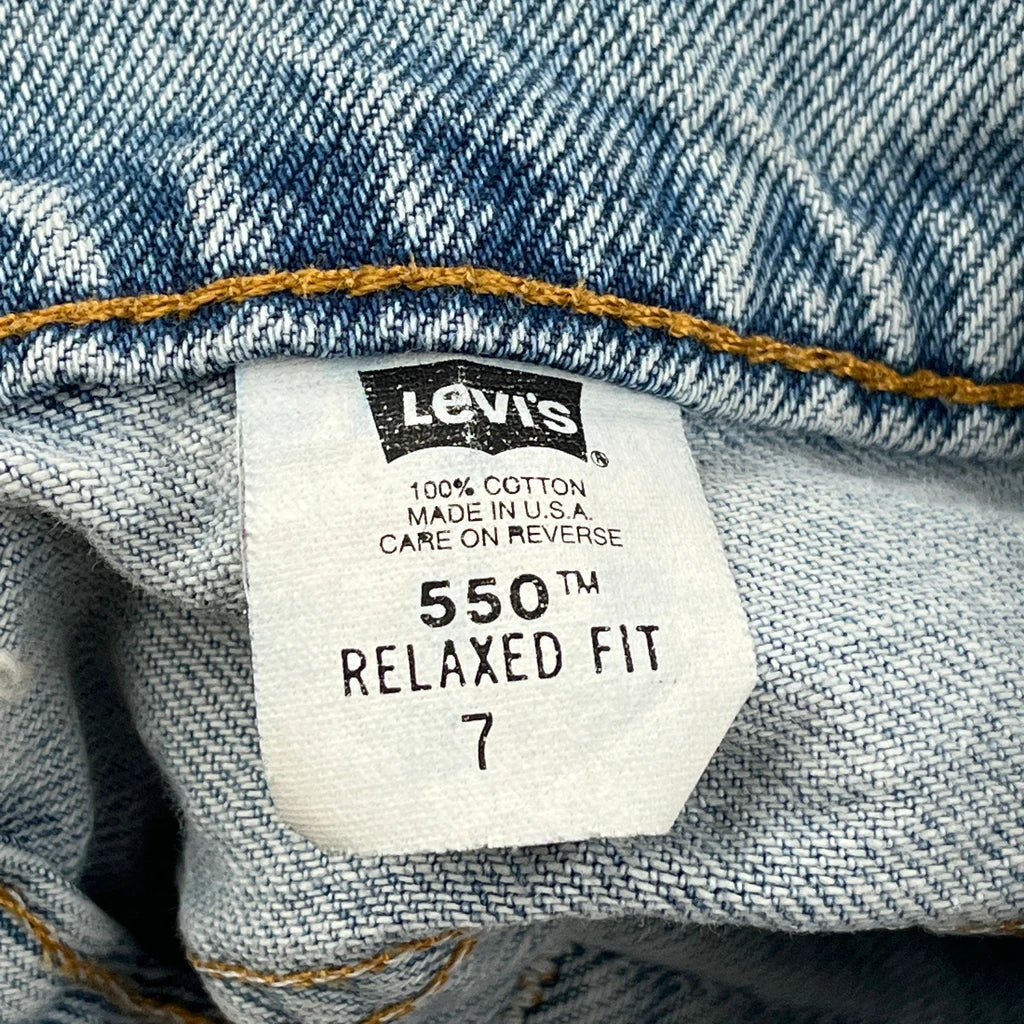 Levi's®
100% COTTON
MADE IN U.S.A.
CARE ON REVERSE
550™
RELAXED FIT
7